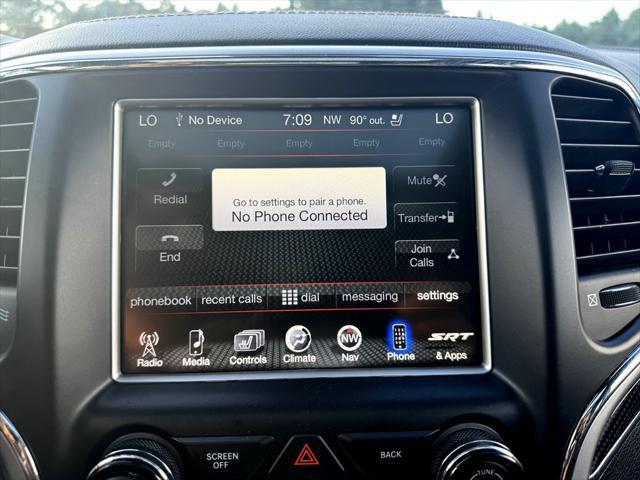 LO No Device 7:09 NW 90° out. LO
Empty Empty Empty Empty Empty
Redial
Go to settings to pair a phone.
No Phone Connected
Mute
Transfer
End
Join
Calls
phonebook recent calls dial messaging settings
NW SRT
Radio Media Controls Climate Nav Phone & Apps
SCREEN
OFF
BACK
TUNE